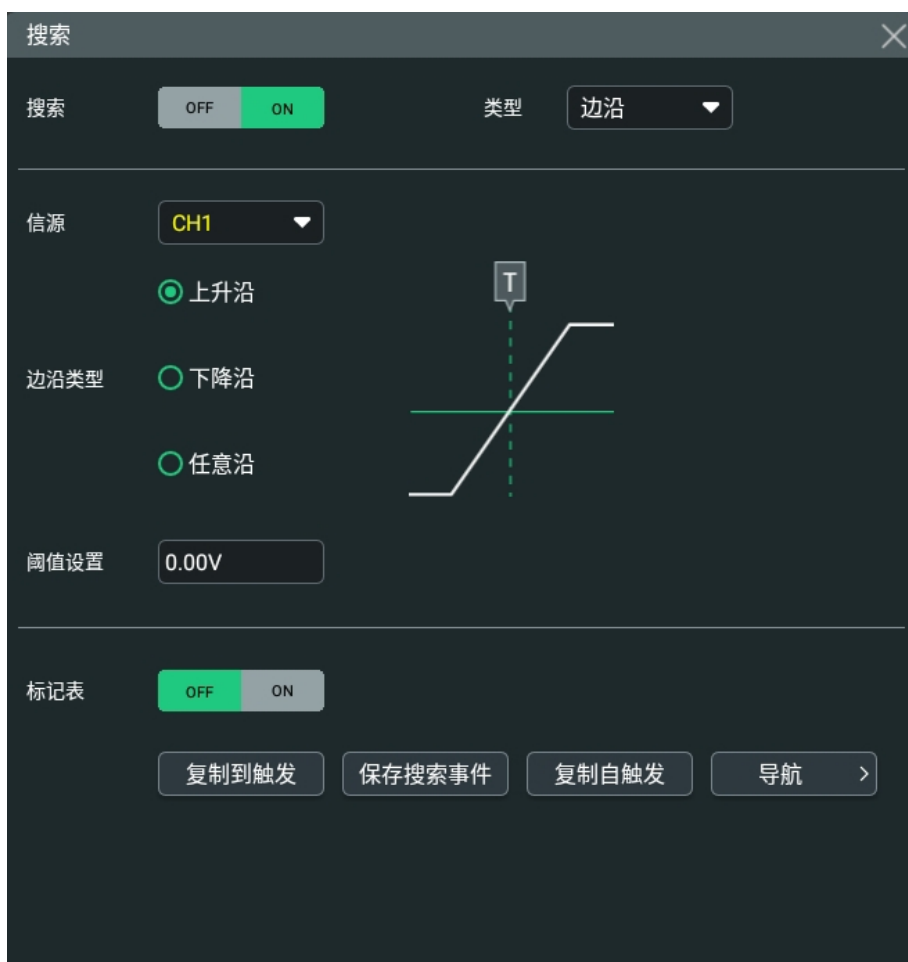 搜索
搜索 OFF ON 类型 边沿
信源 CH1
上升沿
T
边沿类型 下降沿
任意沿
阈值设置 0.00V
标记表 OFF ON
复制到触发 保存搜索事件 复制自触发 导航